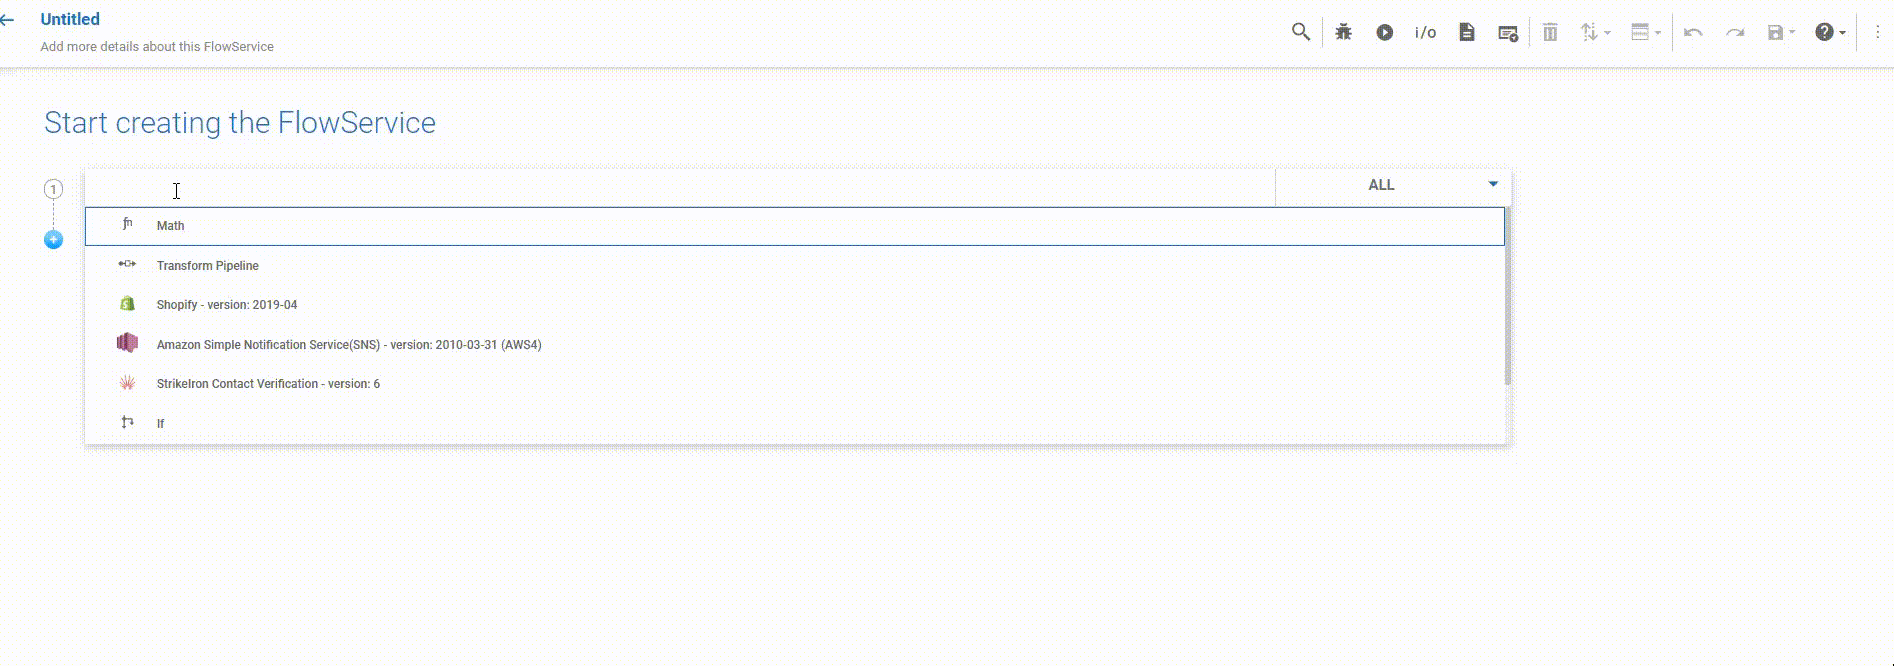 Untitled
Add more details about this FlowService
i/o
Start creating the FlowService
1
ALL
fn Math
Transform Pipeline
Shopify - version: 2019-04
Amazon Simple Notification Service(SNS) - version: 2010-03-31 (AWS4)
StrikeIron Contact Verification - version: 6
If